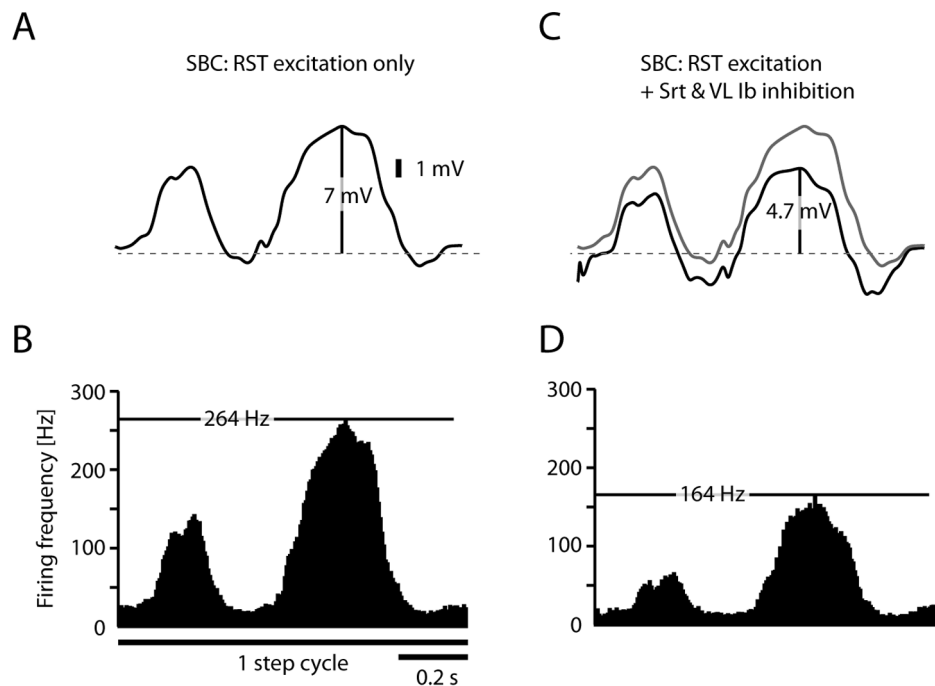 A
SBC: RST excitation only
7 mV
1 mV
B
300
200
100
0
Firing frequency [Hz]
264 Hz
1 step cycle
0.2 s
C
SBC: RST excitation
+ Srt & VL Ib inhibition
4.7 mV
D
300
200
100
0
164 Hz